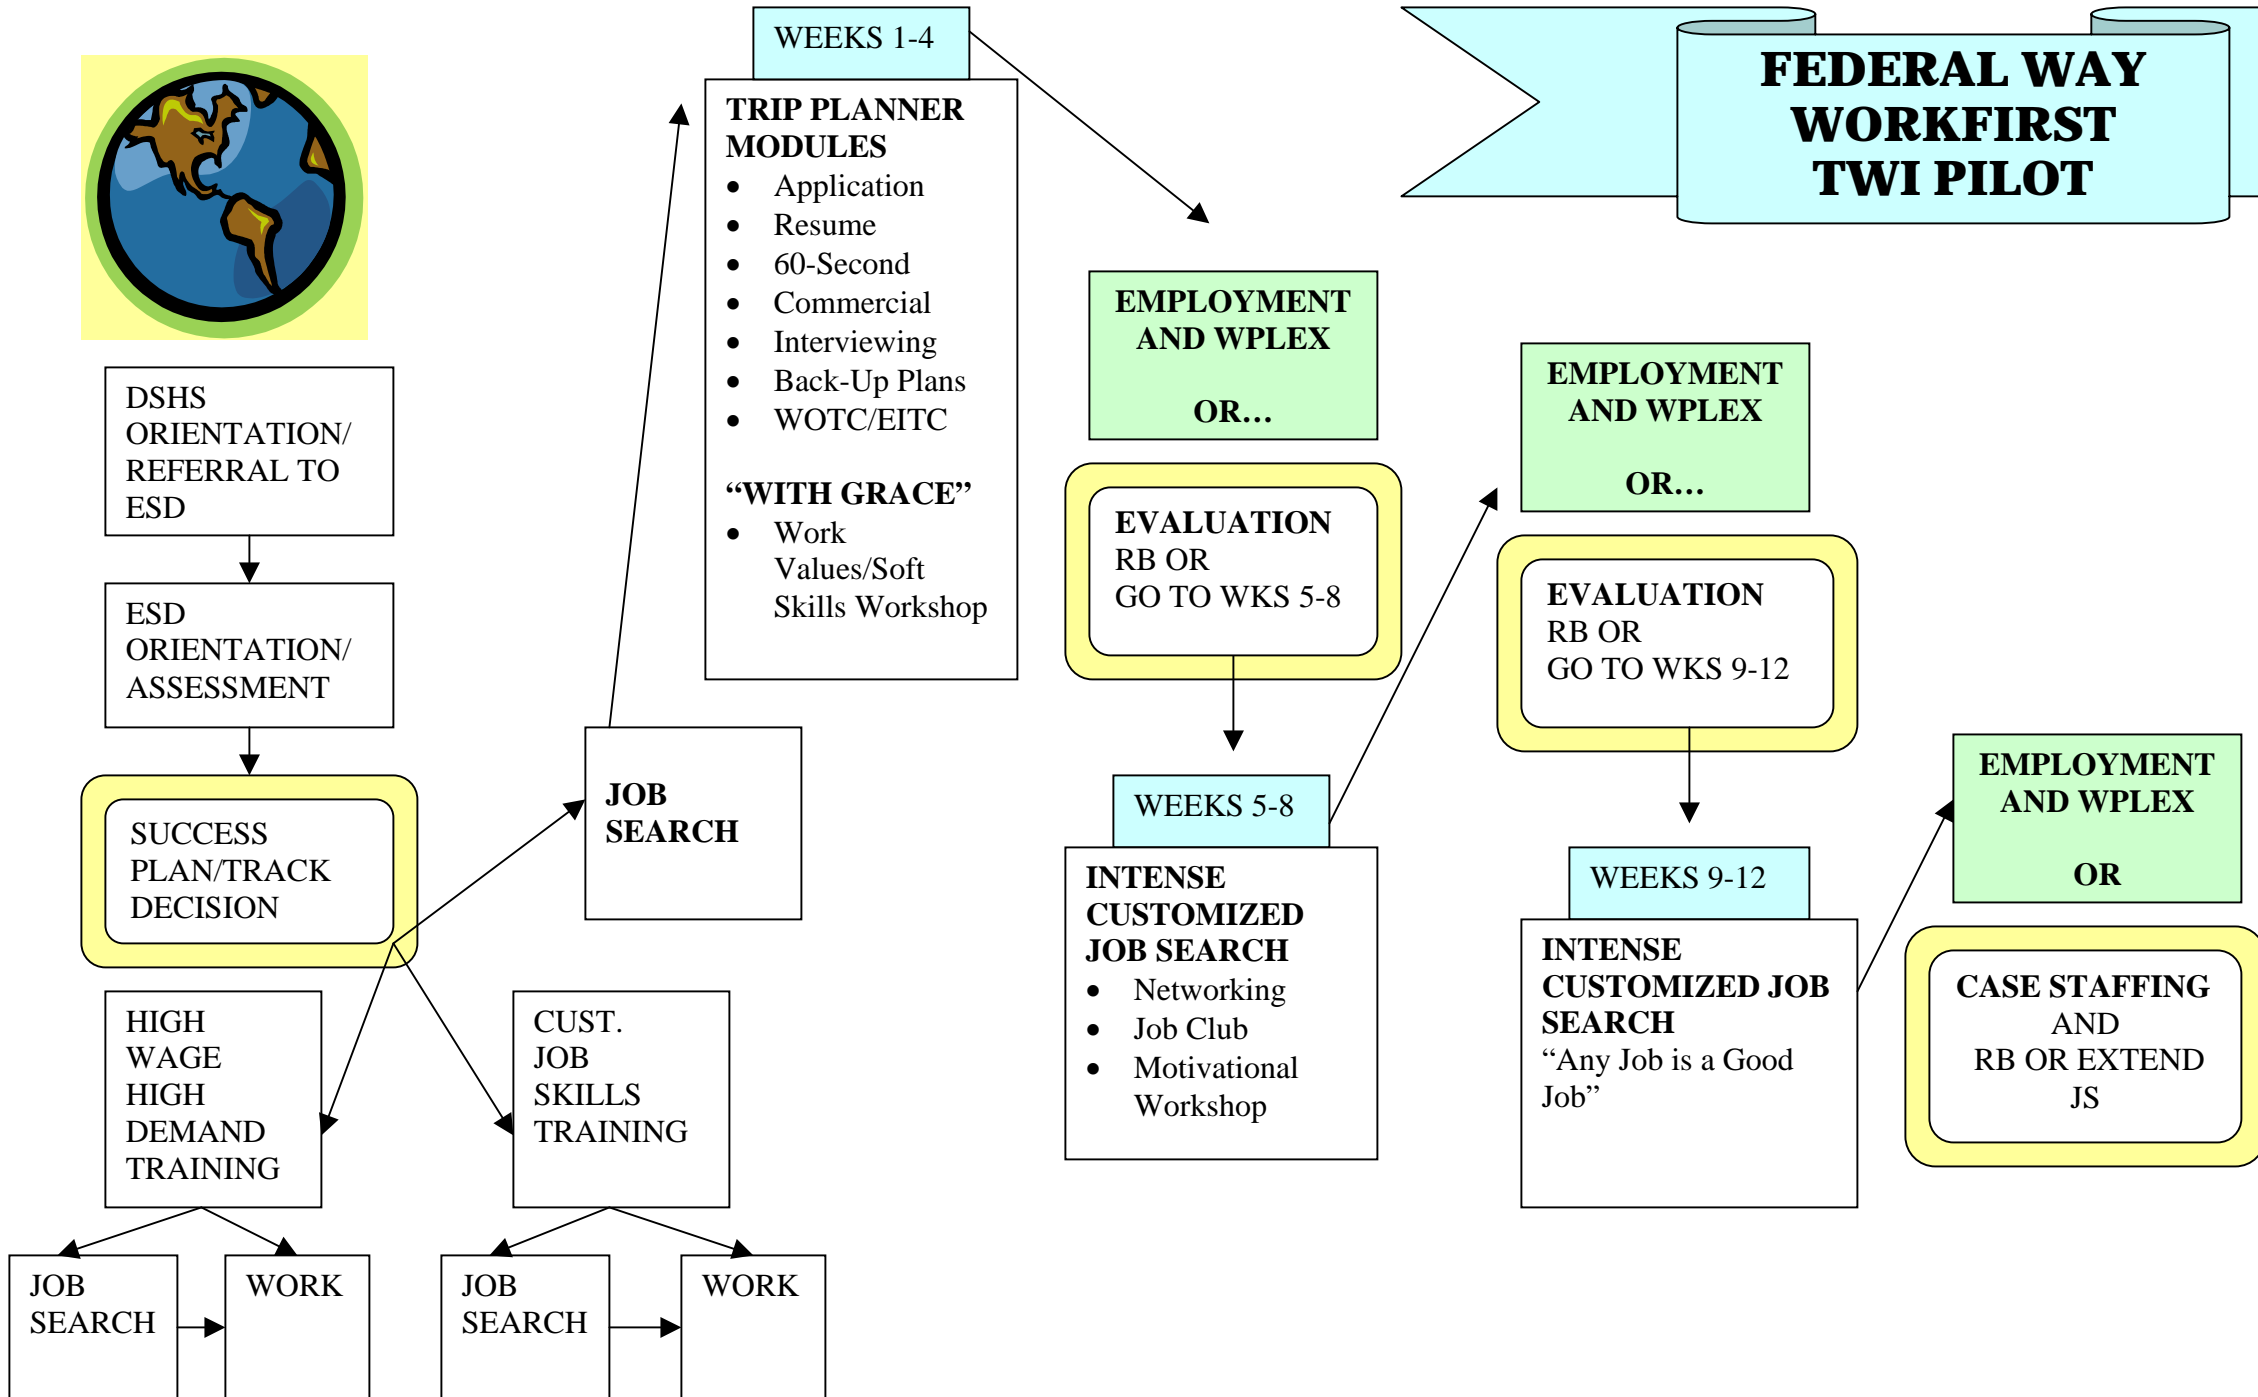 FEDERAL WAY
WORKFIRST
TWI PILOT
DSHS
ORIENTATION/
REFERRAL TO
ESD
ESD
ORIENTATION/
ASSESSMENT
SUCCESS
PLAN/TRACK
DECISION
HIGH
WAGE
HIGH
DEMAND
TRAINING
JOB
SEARCH
WORK
CUST.
JOB
SKILLS
TRAINING
JOB
SEARCH
WORK
JOB
SEARCH
WEEKS 1-4
TRIP PLANNER
MODULES
• Application
• Resume
• 60-Second
• Commercial
• Interviewing
• Back-Up Plans
• WOTC/EITC
“WITH GRACE”
• Work
Values/Soft
Skills Workshop
EMPLOYMENT
AND WPLEX
OR…
EVALUATION
RB OR
GO TO WKS 5-8
WEEKS 5-8
INTENSE
CUSTOMIZED
JOB SEARCH
• Networking
• Job Club
• Motivational
Workshop
EMPLOYMENT
AND WPLEX
OR…
EVALUATION
RB OR
GO TO WKS 9-12
WEEKS 9-12
INTENSE
CUSTOMIZED JOB
SEARCH
“Any Job is a Good
Job”
EMPLOYMENT
AND WPLEX
OR
CASE STAFFING
AND
RB OR EXTEND
JS